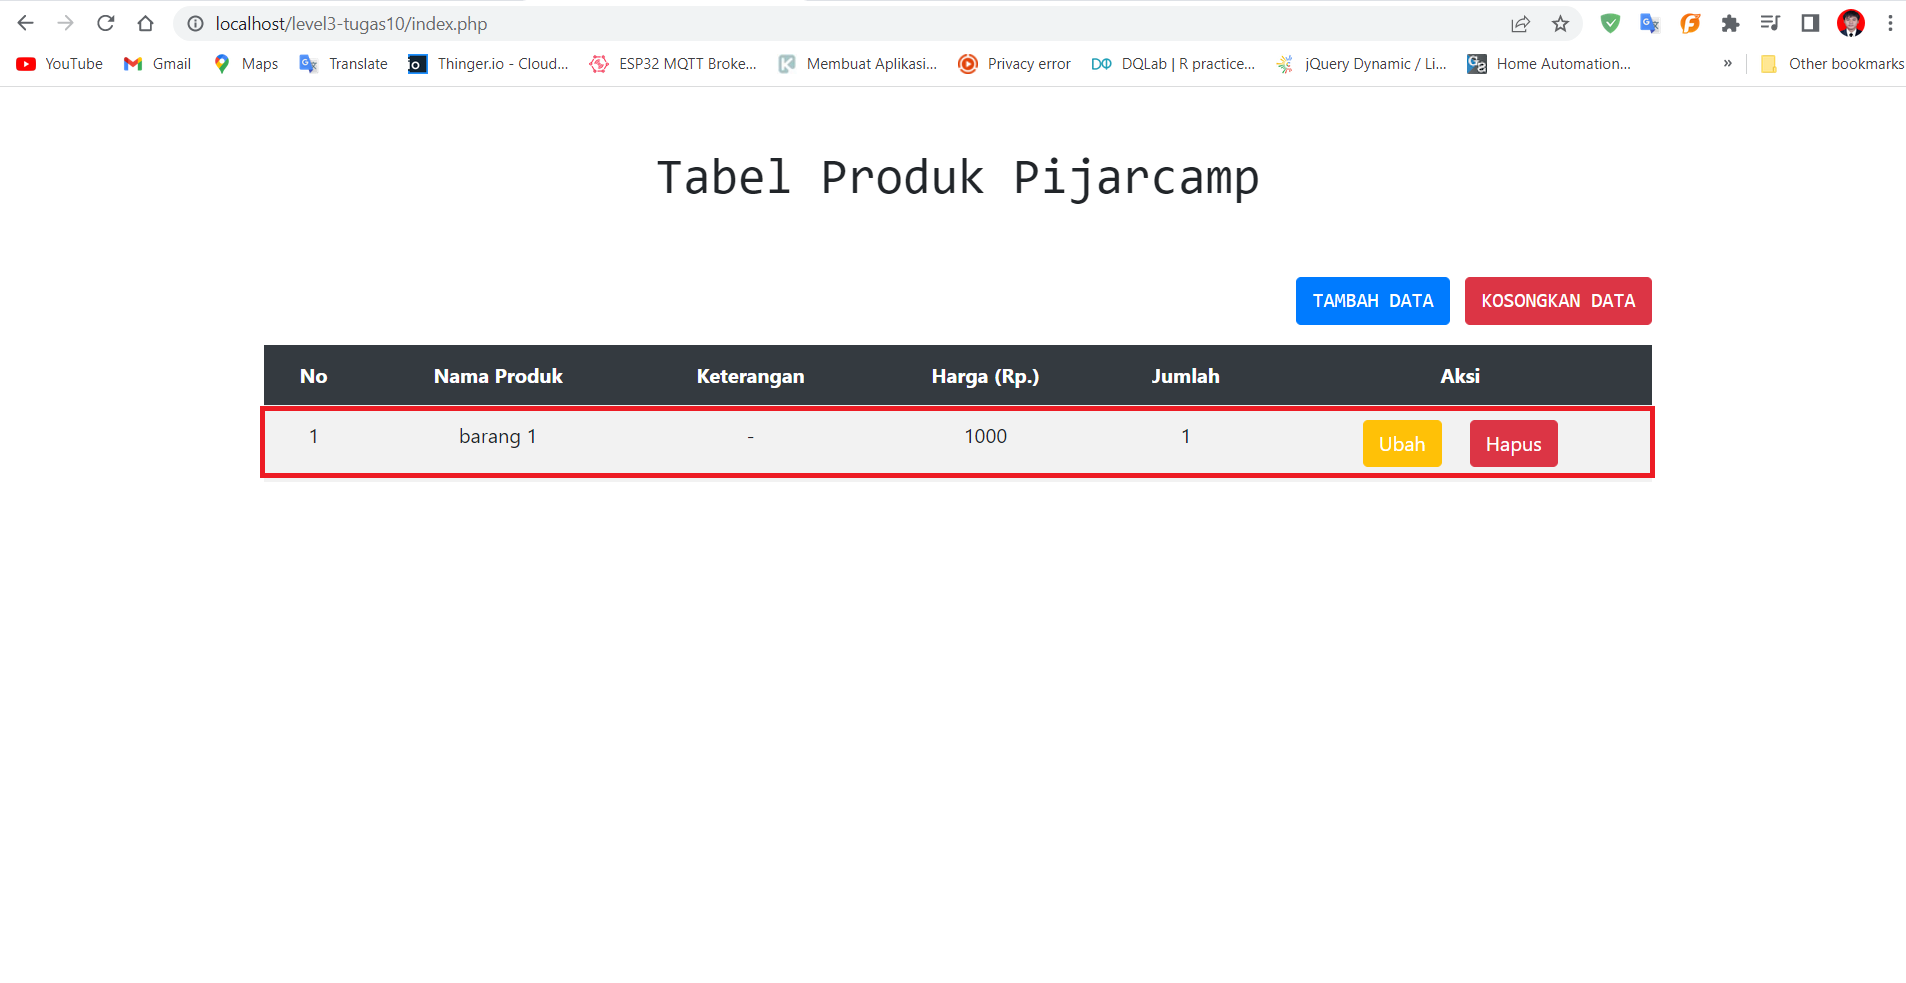 localhost/level3-tugas10/index.php
YouTube Gmail Maps Translate Thinger.io - Cloud... ESP32 MQTT Broke... Membuat Aplikasi... Privacy error DQLab | R practice... jQuery Dynamic / Li... Home Automation... » Other bookmarks
Tabel Produk Pijarcamp
TAMBAH DATA KOSONGKAN DATA
No Nama Produk Keterangan Harga (Rp.) Jumlah Aksi
1 barang 1 - 1000 1 Ubah Hapus